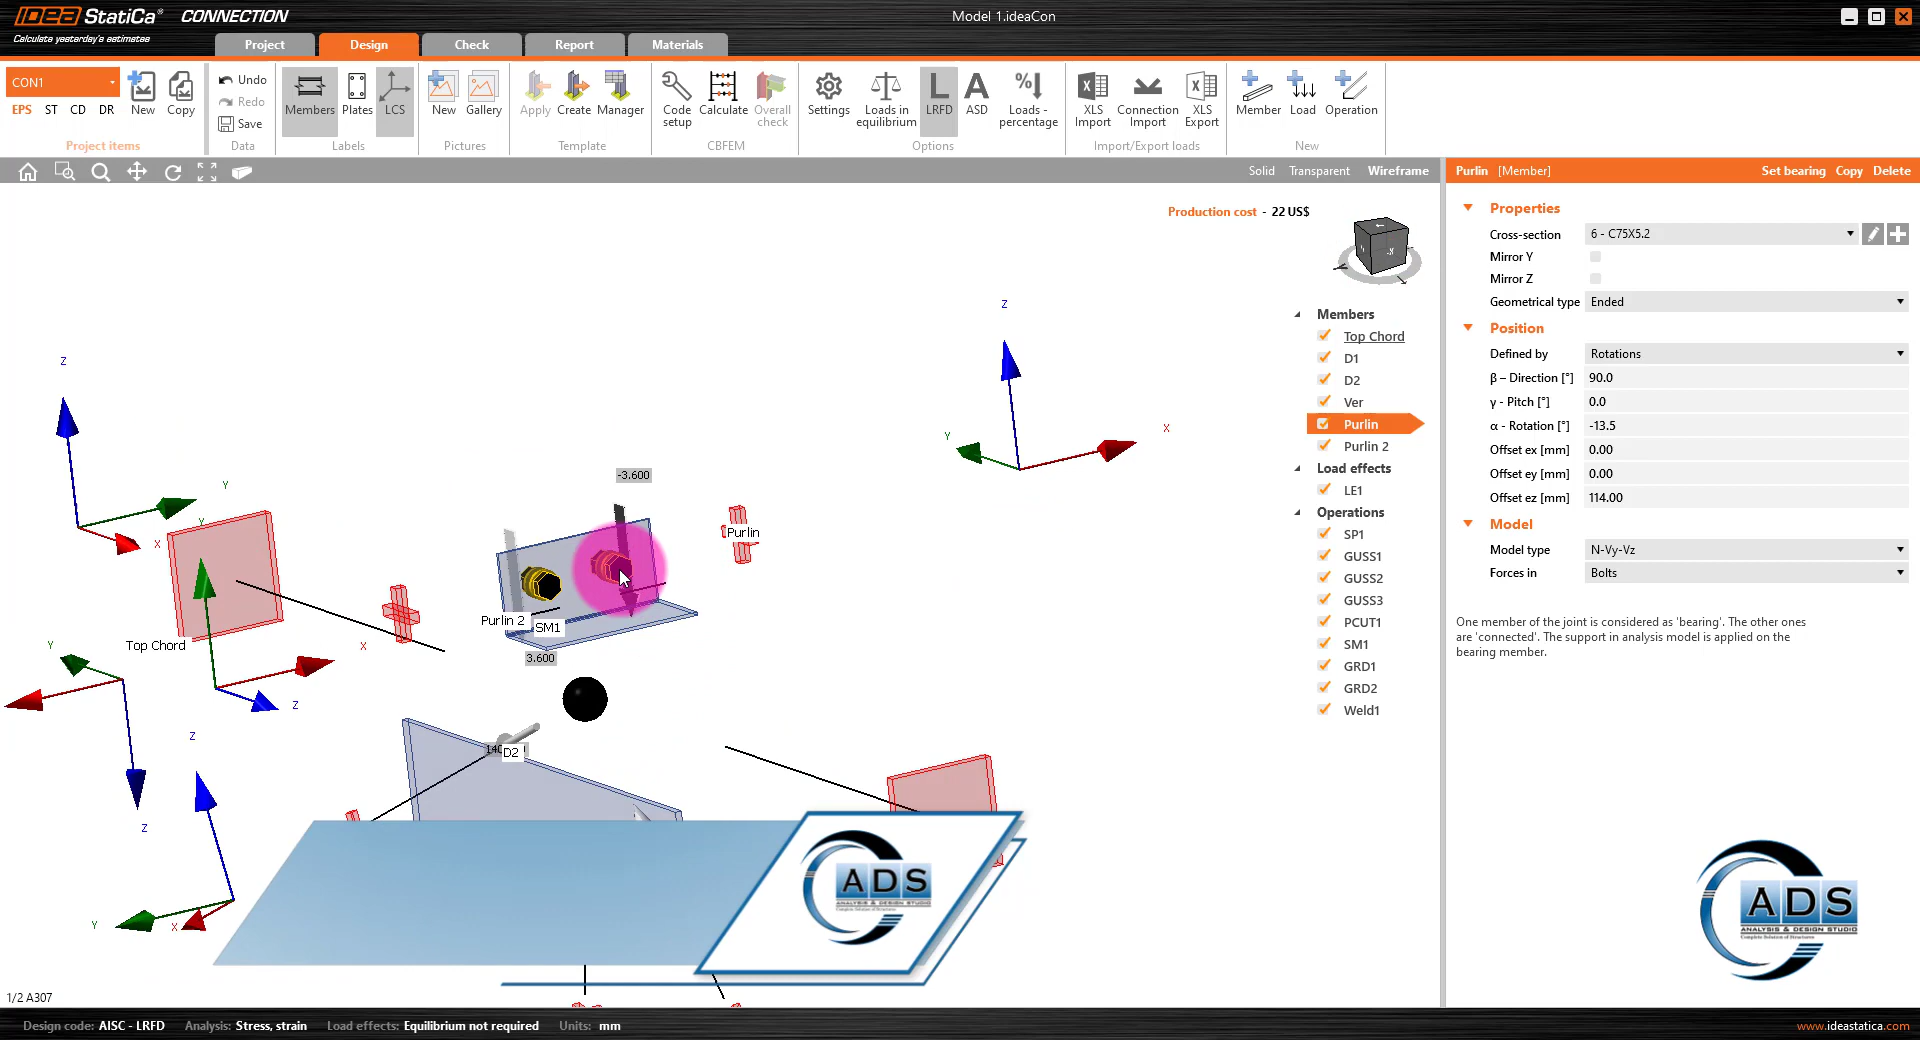 IDEA StatiCa® CONNECTION
Calculate yesterday's estimates
Model 1.ideaCon
Project Design Check Report Materials
CON1
EPS ST CD DR
New Copy
Undo
Redo
Save
Members Plates LCS
New Gallery
Apply Create Manager
Code setup Calculate Overall check
Settings Loads in equilibrium LRFD ASD Loads - percentage
XLS Import Connection Import XLS Export
Member Load Operation
Project items Data Labels Pictures Template CBFEM Options Import/Export loads New
Solid Transparent Wireframe
Production cost - 22 US$
Members
Top Chord
D1
D2
Ver
Purlin
Purlin 2
Load effects
LE1
Operations
SP1
GUSS1
GUSS2
GUSS3
PCUT1
SM1
GRD1
GRD2
Weld1
Purlin [Member] Set bearing Copy Delete
Properties
Cross-section 6 - C75X5.2
Mirror Y
Mirror Z
Geometrical type Ended
Position
Defined by Rotations
β – Direction [°] 90.0
γ - Pitch [°] 0.0
α - Rotation [°] -13.5
Offset ex [mm] 0.00
Offset ey [mm] 0.00
Offset ez [mm] 114.00
Model
Model type N-Vy-Vz
Forces in Bolts
One member of the joint is considered as 'bearing'. The other ones
are 'connected'. The support in analysis model is applied on the
bearing member.
Z
Z
Y
X
Y
-3.600
Purlin
Y
X
Purlin 2
SM1
3.600
Top Chord
X
Y
Z
Z
D2
Z
Y
X
ADS
ANALYSIS & DESIGN STUDIO
Complete Solution of Structures
ADS
ANALYSIS & DESIGN STUDIO
Complete Solution of Structures
1/2 A307
Design code: AISC - LRFD Analysis: Stress, strain Load effects: Equilibrium not required Units: mm
www.ideastatica.com